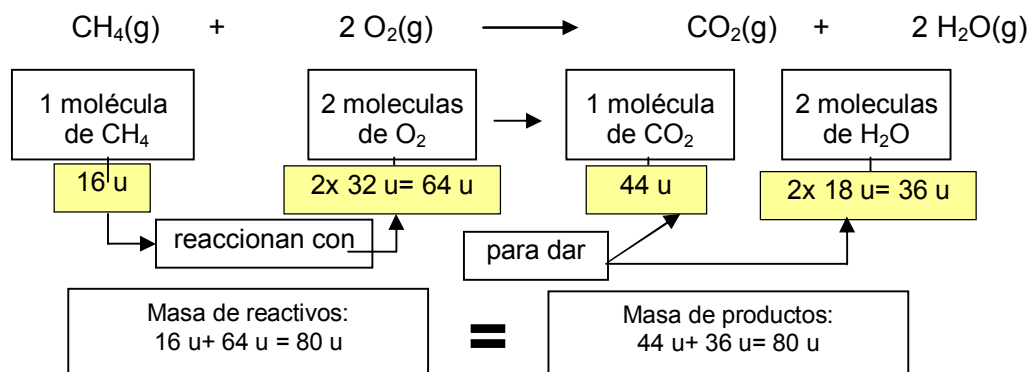 CH₄(g) + 2 O₂(g) ⟶ CO₂(g) + 2 H₂O(g)
1 molécula
de CH₄
2 moleculas
de O₂
1 molécula
de CO₂
2 moleculas
de H₂O
16 u
2x 32 u= 64 u
44 u
2x 18 u= 36 u
reaccionan con
para dar
Masa de reactivos:
16 u+ 64 u = 80 u
=
Masa de productos:
44 u+ 36 u= 80 u